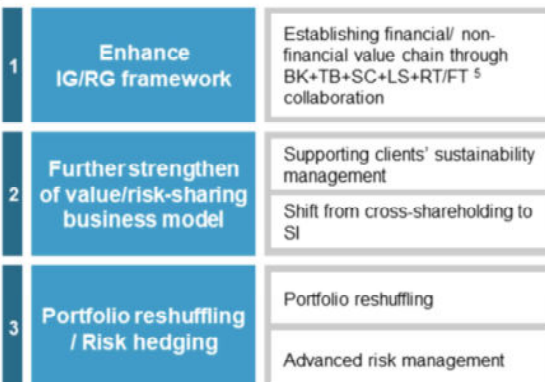 1
Enhance
IG/RG framework
Establishing financial/ non-
financial value chain through
BK+TB+SC+LS+RT/FT 5
collaboration
2
Further strengthen
of value/risk-sharing
business model
Supporting clients' sustainability
management
Shift from cross-shareholding to
SI
3
Portfolio reshuffling
/ Risk hedging
Portfolio reshuffling
Advanced risk management